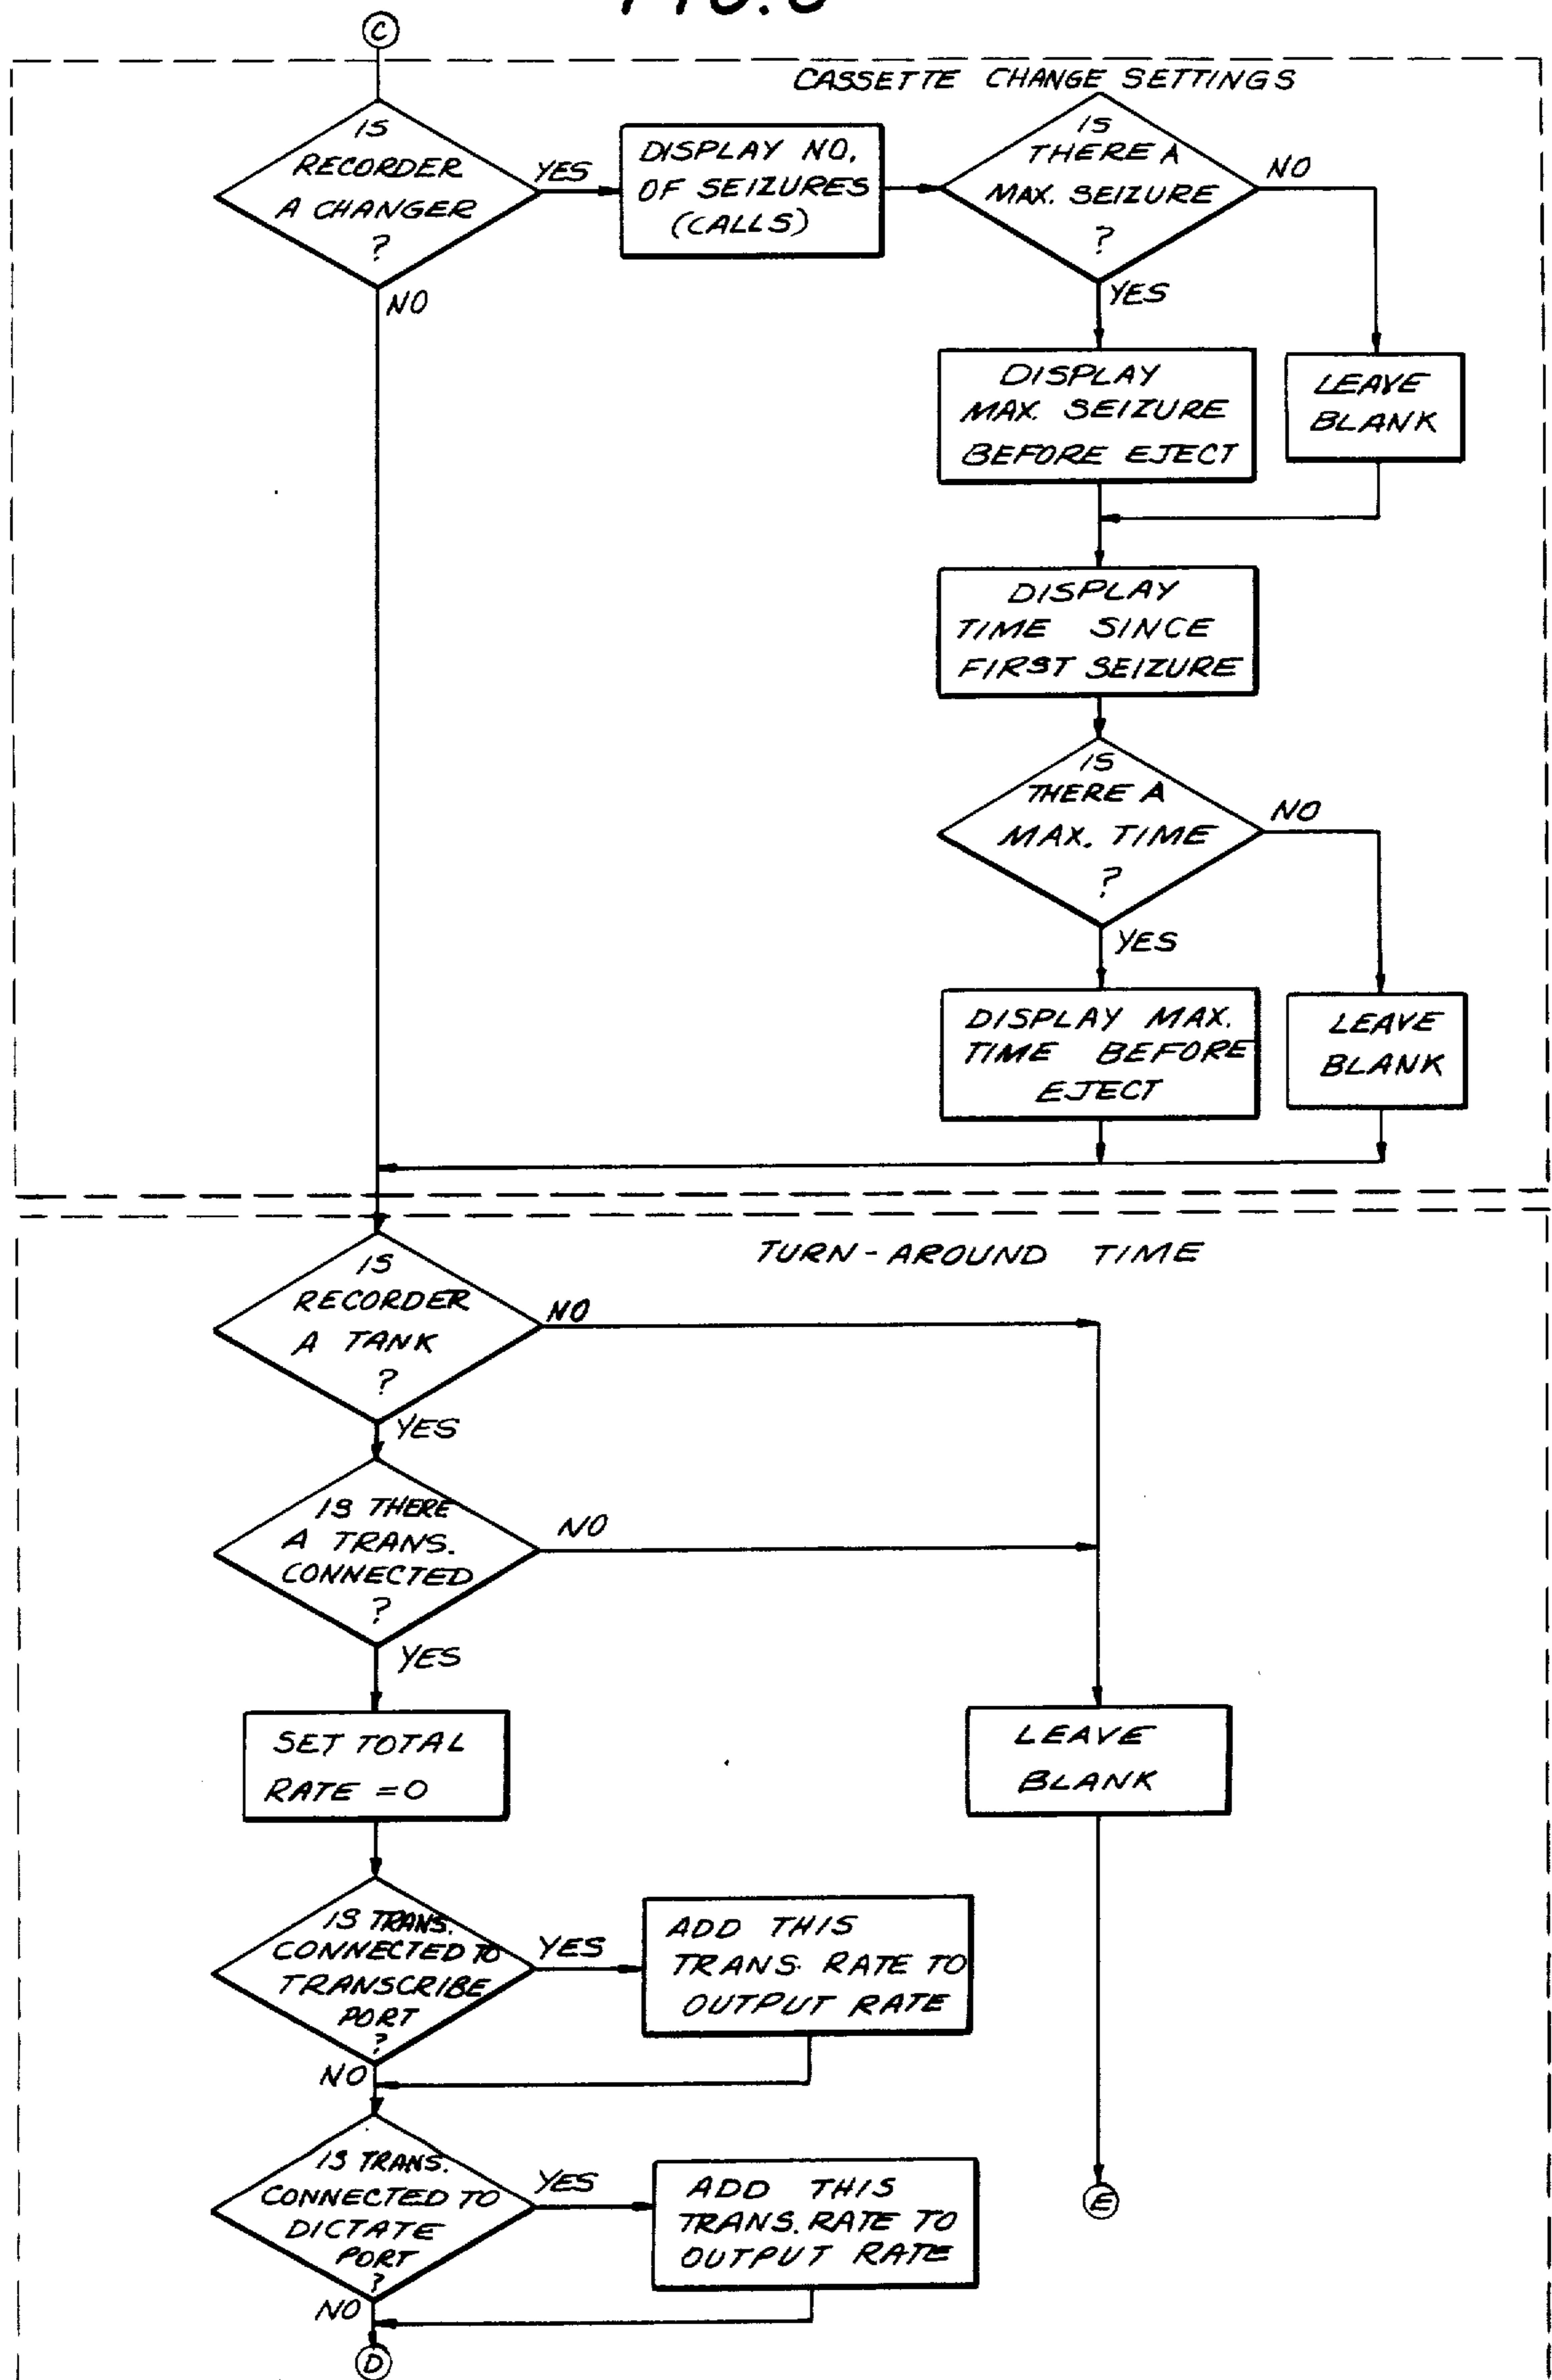 C
CASSETTE CHANGE SETTINGS
IS
RECORDER
A CHANGER
?
YES
NO
DISPLAY NO.
OF SEIZURES
(CALLS)
IS
THERE A
MAX. SEIZURE
?
NO
YES
DISPLAY
MAX. SEIZURE
BEFORE EJECT
LEAVE
BLANK
DISPLAY
TIME SINCE
FIRST SEIZURE
IS
THERE A
MAX. TIME
?
NO
YES
DISPLAY MAX.
TIME BEFORE
EJECT
LEAVE
BLANK
TURN-AROUND TIME
IS
RECORDER
A TANK
?
NO
YES
IS THERE
A TRANS.
CONNECTED
?
NO
YES
SET TOTAL
RATE = 0
LEAVE
BLANK
IS TRANS.
CONNECTED TO
TRANSCRIBE
PORT
?
YES
NO
ADD THIS
TRANS. RATE TO
OUTPUT RATE
IS TRANS.
CONNECTED TO
DICTATE
PORT
?
YES
NO
ADD THIS
TRANS. RATE TO
OUTPUT RATE
E
D